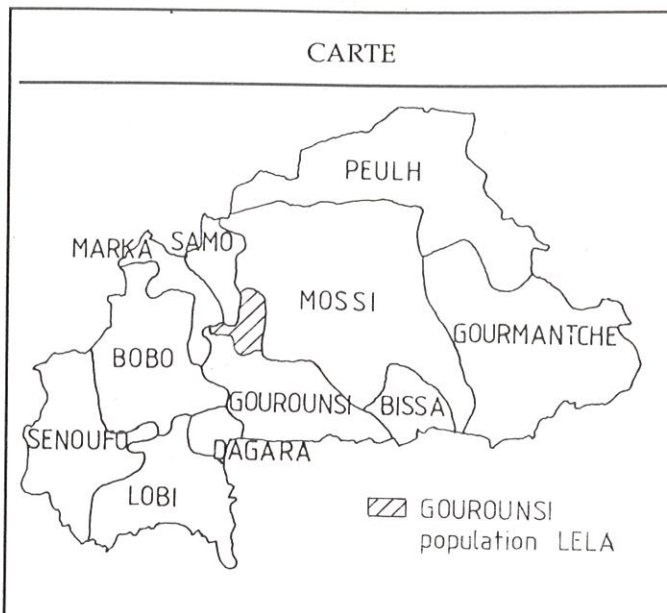 CARTE
PEULH
MARKA
SAMO
MOSSI
GOURMANTCHE
BOBO
GOUROUNSI
BISSA
SENOUFO
DAGARA
LOBI
GOUROUNSI
population LELA